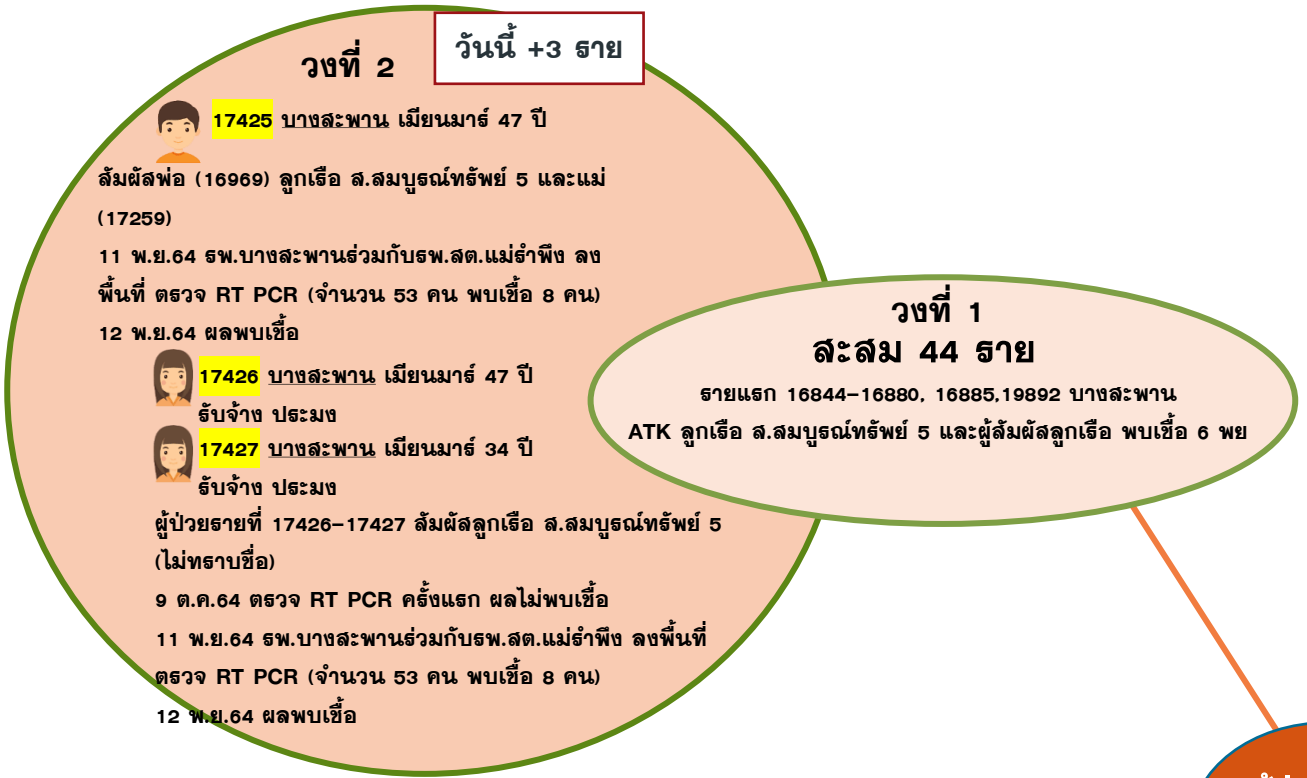 วงที่ 2
วันนี้ +3 ราย
17425 บางสะพาน เมียนมาร์ 47 ปี
สัมผัสพ่อ (16969) ลูกเรือ ส.สมบูรณ์ทรัพย์ 5 และแม่
(17259)
11 พ.ย.64 รพ.บางสะพานร่วมกับรพ.สต.แม่รำพึง ลง
พื้นที่ ตรวจ RT PCR (จำนวน 53 คน พบเชื้อ 8 คน)
12 พ.ย.64 ผลพบเชื้อ
17426 บางสะพาน เมียนมาร์ 47 ปี
รับจ้าง ประมง
17427 บางสะพาน เมียนมาร์ 34 ปี
รับจ้าง ประมง
ผู้ป่วยรายที่ 17426–17427 สัมผัสลูกเรือ ส.สมบูรณ์ทรัพย์ 5
(ไม่ทราบชื่อ)
9 ต.ค.64 ตรวจ RT PCR ครั้งแรก ผลไม่พบเชื้อ
11 พ.ย.64 รพ.บางสะพานร่วมกับรพ.สต.แม่รำพึง ลงพื้นที่
ตรวจ RT PCR (จำนวน 53 คน พบเชื้อ 8 คน)
12 พ.ย.64 ผลพบเชื้อ
วงที่ 1
สะสม 44 ราย
รายแรก 16844–16880, 16885,19892 บางสะพาน
ATK ลูกเรือ ส.สมบูรณ์ทรัพย์ 5 และผู้สัมผัสลูกเรือ พบเชื้อ 6 พย